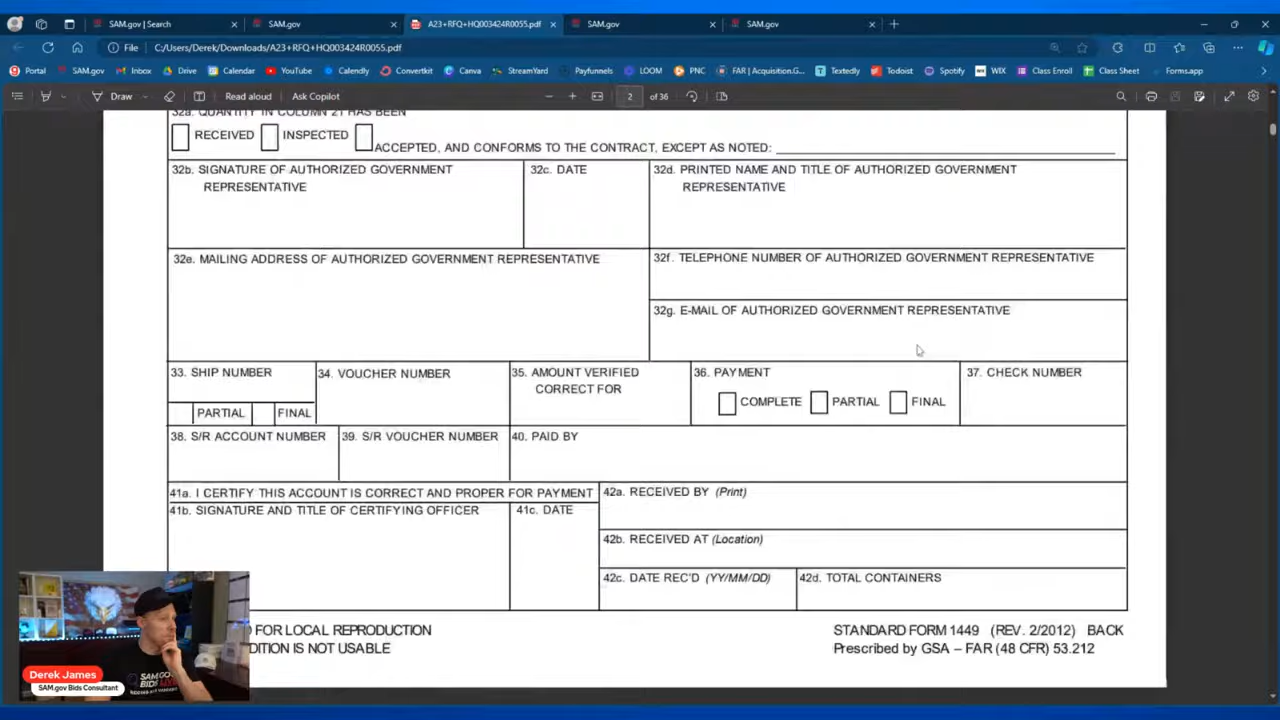 SAM.gov | Search
SAM.gov
A23+RFQ+HQ003424R0055.pdf
SAM.gov
SAM.gov
File
C:/Users/Derek/Downloads/A23+RFQ+HQ003424R0055.pdf
Portal
SAM.gov
Inbox
Drive
Calendar
YouTube
Calendly
Convertkit
Canva
StreamYard
Payfunnels
LOOM
PNC
FAR | Acquisition.G...
Textedly
Todoist
Spotify
WIX
Class Enroll
Class Sheet
Forms.app
Draw
Read aloud
Ask Copilot
2 of 36
32a. QUANTITY IN COLUMN 21 HAS BEEN
RECEIVED
INSPECTED
ACCEPTED, AND CONFORMS TO THE CONTRACT, EXCEPT AS NOTED:
32b. SIGNATURE OF AUTHORIZED GOVERNMENT
REPRESENTATIVE
32c. DATE
32d. PRINTED NAME AND TITLE OF AUTHORIZED GOVERNMENT
REPRESENTATIVE
32e. MAILING ADDRESS OF AUTHORIZED GOVERNMENT REPRESENTATIVE
32f. TELEPHONE NUMBER OF AUTHORIZED GOVERNMENT REPRESENTATIVE
32g. E-MAIL OF AUTHORIZED GOVERNMENT REPRESENTATIVE
33. SHIP NUMBER
PARTIAL
FINAL
34. VOUCHER NUMBER
35. AMOUNT VERIFIED
CORRECT FOR
36. PAYMENT
COMPLETE
PARTIAL
FINAL
37. CHECK NUMBER
38. S/R ACCOUNT NUMBER
39. S/R VOUCHER NUMBER
40. PAID BY
41a. I CERTIFY THIS ACCOUNT IS CORRECT AND PROPER FOR PAYMENT
41b. SIGNATURE AND TITLE OF CERTIFYING OFFICER
41c. DATE
42a. RECEIVED BY (Print)
42b. RECEIVED AT (Location)
42c. DATE REC'D (YY/MM/DD)
42d. TOTAL CONTAINERS
FOR LOCAL REPRODUCTION
IS NOT USABLE
STANDARD FORM 1449 (REV. 2/2012) BACK
Prescribed by GSA – FAR (48 CFR) 53.212
Derek James
SAM.gov Bids Consultant